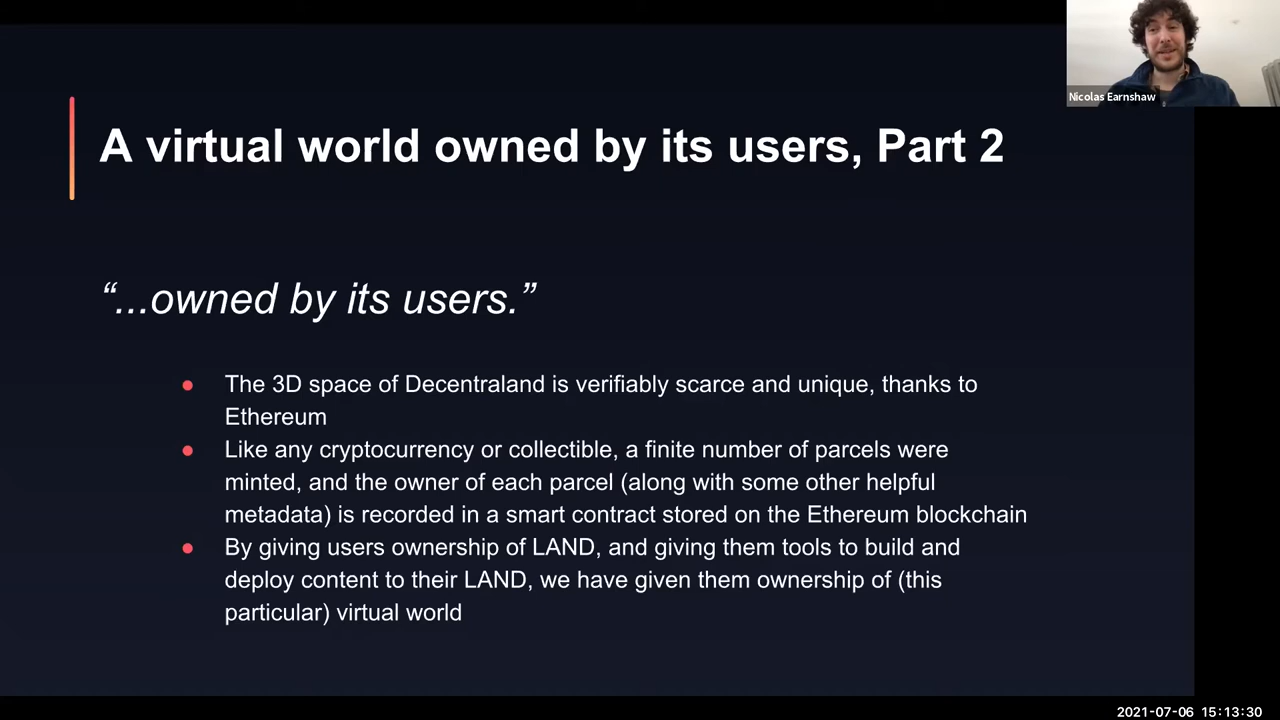 Nicolas Earnshaw
A virtual world owned by its users, Part 2
“...owned by its users.”
● The 3D space of Decentraland is verifiably scarce and unique, thanks to
Ethereum
● Like any cryptocurrency or collectible, a finite number of parcels were
minted, and the owner of each parcel (along with some other helpful
metadata) is recorded in a smart contract stored on the Ethereum blockchain
● By giving users ownership of LAND, and giving them tools to build and
deploy content to their LAND, we have given them ownership of (this
particular) virtual world
2021-07-06 15:13:30